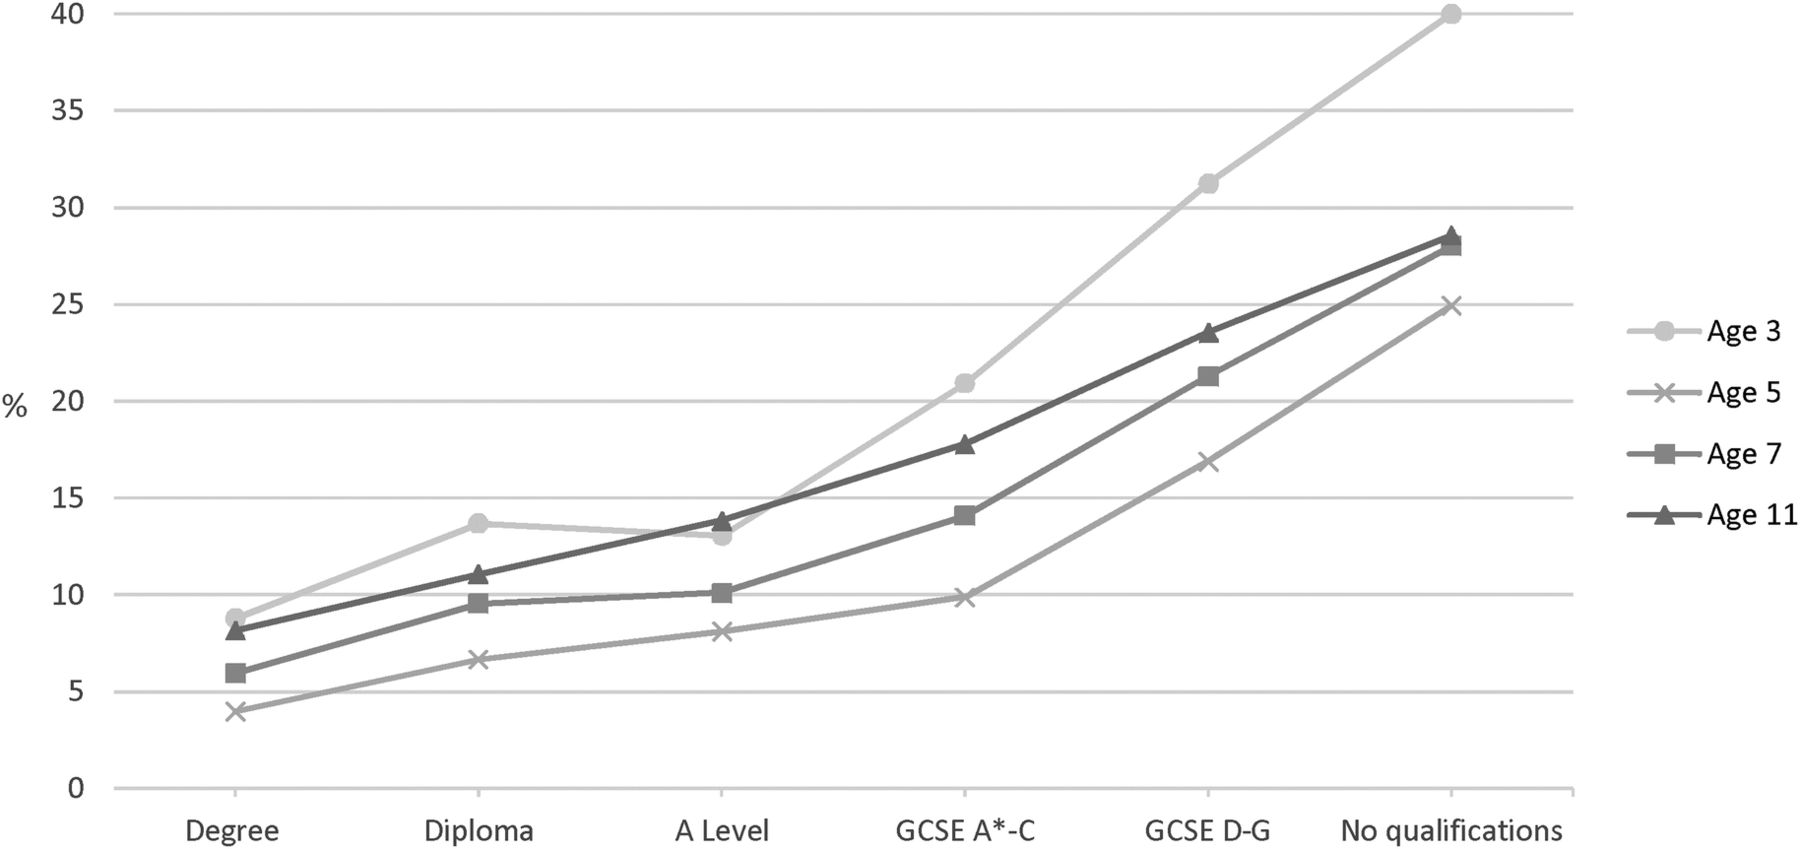 40
35
30
25
20
15
10
5
0
%
Degree
Diploma
A Level
GCSE A*-C
GCSE D-G
No qualifications
Age 3
Age 5
Age 7
Age 11